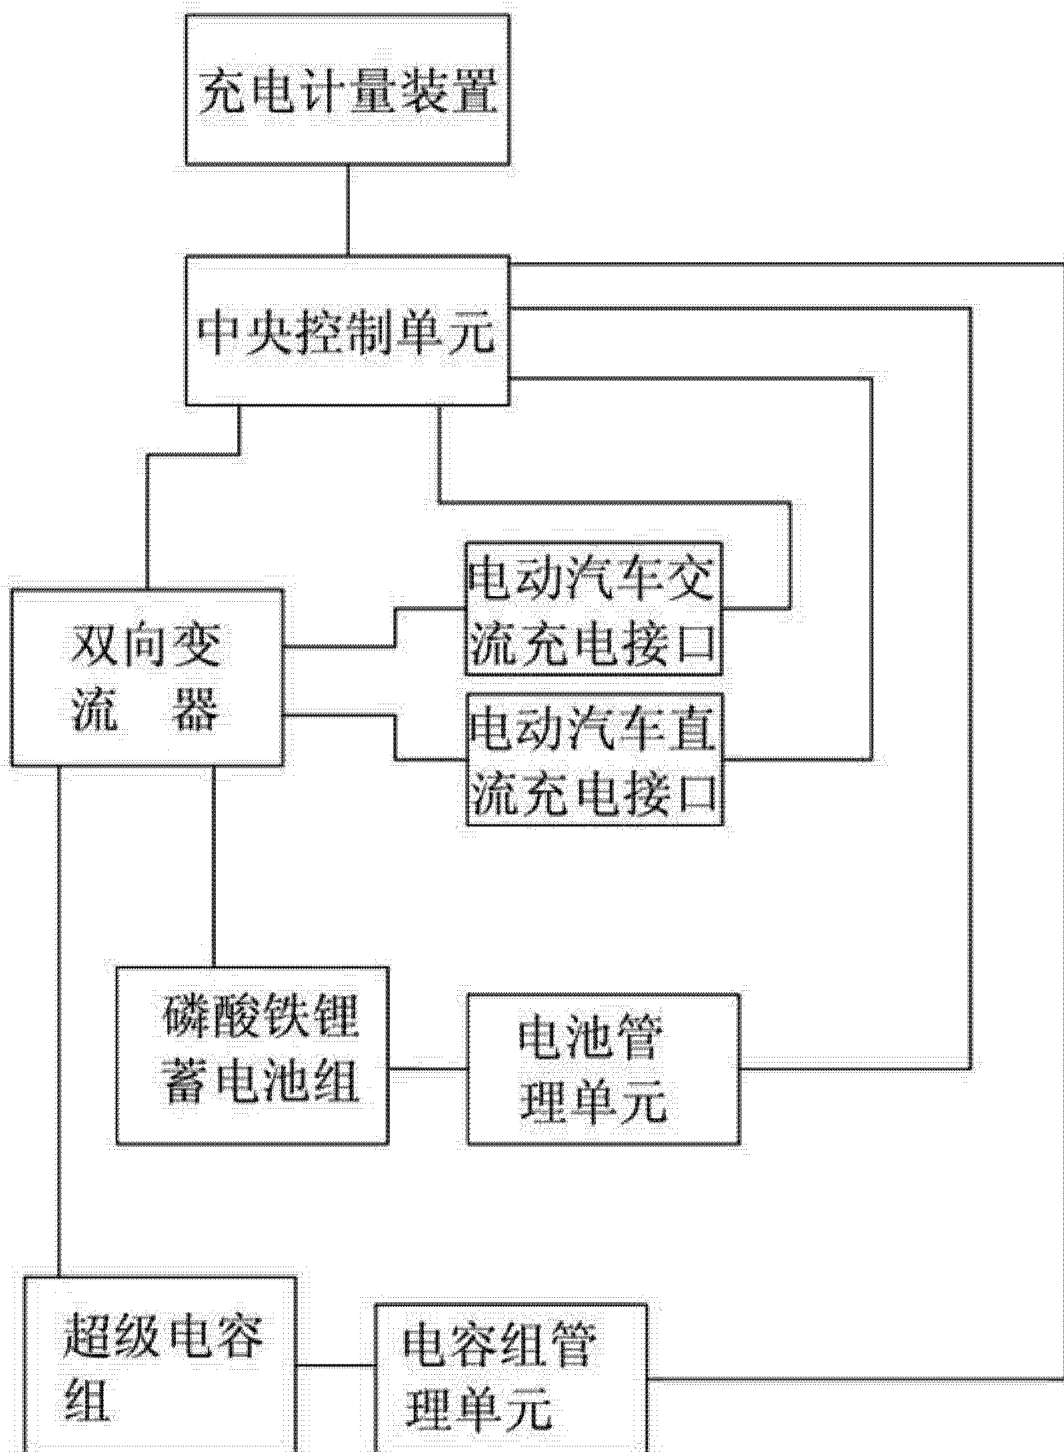 充电计量装置
中央控制单元
电动汽车交
流充电接口
双向变
流 器
电动汽车直
流充电接口
磷酸铁锂
蓄电池组
电池管
理单元
超级电容
组
电容组管
理单元